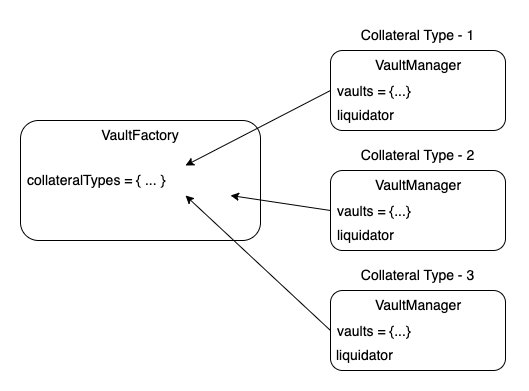 Collateral Type - 1
VaultManager
vaults = {...}
liquidator
VaultFactory
collateralTypes = { ... }
Collateral Type - 2
VaultManager
vaults = {...}
liquidator
Collateral Type - 3
VaultManager
vaults = {...}
liquidator